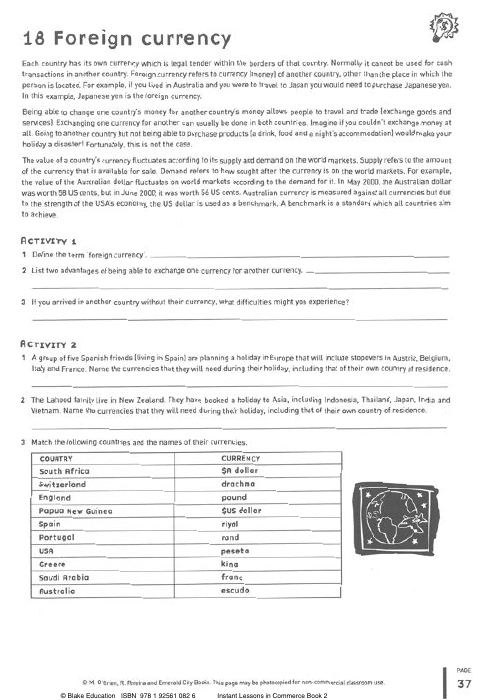 18 Foreign currency
Each country has its own currency which is legal tender within the borders of that country. Normally it cannot be used for cash
transactions in another country. Foreign currency refers to currency (money) of another country, other than the place in which the
person is located. For example, if you lived in Australia and you were to travel to Japan you would need to purchase Japanese yen.
In this example, Japanese yen is the foreign currency.
Being able to change one country's money for another country's money allows people to travel and trade (exchange goods and
services) Exchanging one currency for another can usually be done in both countries. Imagine if you couldn't exchange money at
all. Going to another country but not being able to purchase products (a drink, food and a night's accommodation) would make your
holiday a disaster! Fortunately, this is not the case.
The value of a country's currency fluctuates according to its supply and demand on the world markets. Supply refers to the amount
of the currency that is available for sale. Demand refers to how sought after the currency is on the world markets. For example,
the value of the Australian dollar fluctuates on world markets according to the demand for it. In May 2000, the Australian dollar
was worth 58 US cents, but in June 2000, it was worth 56 US cents. Australian currency is measured against all currencies but due
to the strength of the USA's economy, the US dollar is used as a benchmark. A benchmark is a standard which all countries aim
to achieve.
ACTIVITY 1
1 Define the term 'foreign currency'.
2 List two advantages of being able to exchange one currency for another currency.
3 If you arrived in another country without their currency, what difficulties might you experience?
ACTIVITY 2
1 A group of five Spanish friends (living in Spain) are planning a holiday in Europe that will include stopovers in Austria, Belgium,
Italy and France. Name the currencies that they will need during their holiday, including that of their own country of residence.
2 The Lahood family live in New Zealand. They have booked a holiday to Asia, including Indonesia, Thailand, Japan, India and
Vietnam. Name the currencies that they will need during their holiday, including that of their own country of residence.
3 Match the following countries and the names of their currencies.
COUNTRY CURRENCY
South Africa $A dollar
Switzerland drachma
England pound
Papua New Guinea $US dollar
Spain riyal
Portugal rand
USA peseta
Greece kina
Saudi Arabia franc
Australia escudo
© M. O'Brien, R. Pereira and Emerald City Books. This page may be photocopied for non-commercial classroom use.
PAGE
37
© Blake Education ISBN 978 1 92561 082 6 Instant Lessons in Commerce Book 2